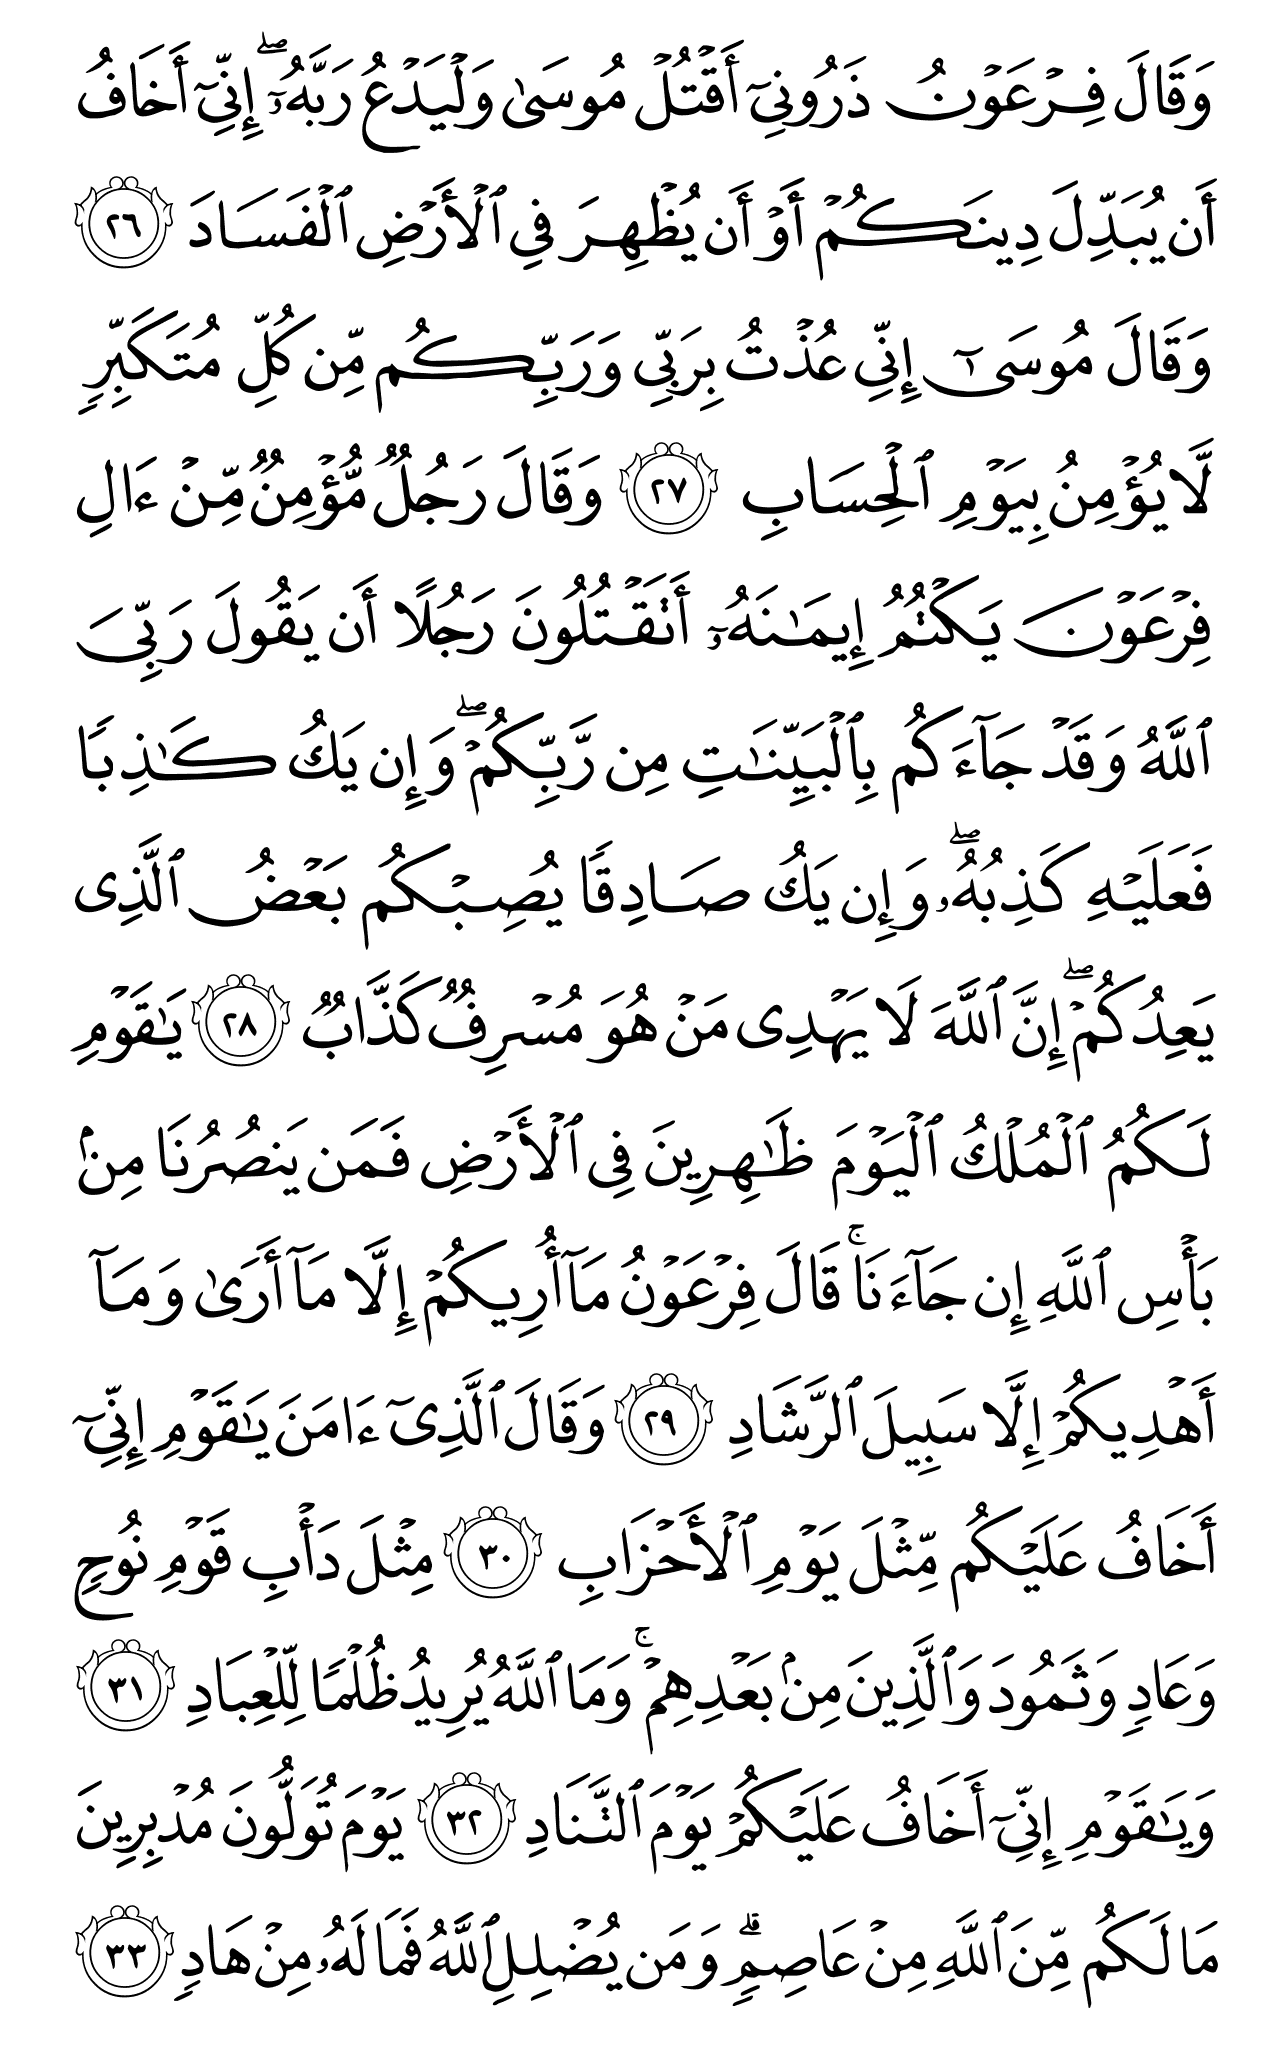 وَقَالَ فِرْعَوْنُ ذَرُونِىٓ أَقْتُلْ مُوسَىٰ وَلْيَدْعُ رَبَّهُۥٓ ۖ إِنِّىٓ أَخَافُ
أَن يُبَدِّلَ دِينَكُمْ أَوْ أَن يُظْهِرَ فِى ٱلْأَرْضِ ٱلْفَسَادَ ٢٦
وَقَالَ مُوسَىٰٓ إِنِّى عُذْتُ بِرَبِّى وَرَبِّكُم مِّن كُلِّ مُتَكَبِّرٍ
لَّا يُؤْمِنُ بِيَوْمِ ٱلْحِسَابِ ٢٧ وَقَالَ رَجُلٌ مُّؤْمِنٌ مِّنْ ءَالِ
فِرْعَوْنَ يَكْتُمُ إِيمَـٰنَهُۥٓ أَتَقْتُلُونَ رَجُلًا أَن يَقُولَ رَبِّىَ
ٱللَّهُ وَقَدْ جَآءَكُم بِٱلْبَيِّنَـٰتِ مِن رَّبِّكُمْ ۖ وَإِن يَكُ كَـٰذِبًا
فَعَلَيْهِ كَذِبُهُۥ ۖ وَإِن يَكُ صَادِقًا يُصِبْكُم بَعْضُ ٱلَّذِى
يَعِدُكُمْ ۖ إِنَّ ٱللَّهَ لَا يَهْدِى مَنْ هُوَ مُسْرِفٌ كَذَّابٌ ٢٨ يَـٰقَوْمِ
لَكُمُ ٱلْمُلْكُ ٱلْيَوْمَ ظَـٰهِرِينَ فِى ٱلْأَرْضِ فَمَن يَنصُرُنَا مِنۢ
بَأْسِ ٱللَّهِ إِن جَآءَنَا ۚ قَالَ فِرْعَوْنُ مَآ أُرِيكُمْ إِلَّا مَآ أَرَىٰ وَمَآ
أَهْدِيكُمْ إِلَّا سَبِيلَ ٱلرَّشَادِ ٢٩ وَقَالَ ٱلَّذِىٓ ءَامَنَ يَـٰقَوْمِ إِنِّىٓ
أَخَافُ عَلَيْكُم مِّثْلَ يَوْمِ ٱلْأَحْزَابِ ٣٠ مِثْلَ دَأْبِ قَوْمِ نُوحٍ
وَعَادٍ وَثَمُودَ وَٱلَّذِينَ مِنۢ بَعْدِهِمْ ۚ وَمَا ٱللَّهُ يُرِيدُ ظُلْمًا لِّلْعِبَادِ ٣١
وَيَـٰقَوْمِ إِنِّىٓ أَخَافُ عَلَيْكُمْ يَوْمَ ٱلتَّنَادِ ٣٢ يَوْمَ تُوَلُّونَ مُدْبِرِينَ
مَا لَكُم مِّنَ ٱللَّهِ مِنْ عَاصِمٍ ۗ وَمَن يُضْلِلِ ٱللَّهُ فَمَا لَهُۥ مِنْ هَادٍ ٣٣